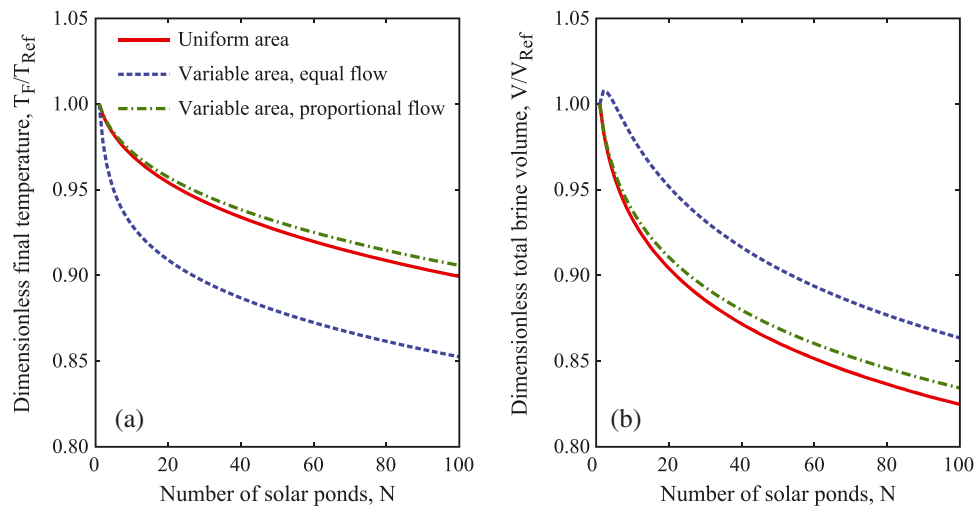 1.05
1.00
0.95
0.90
0.85
0.80
Dimensionless final temperature, T_F/T_Ref
Uniform area
Variable area, equal flow
Variable area, proportional flow
(a)
0 20 40 60 80 100
Number of solar ponds, N
1.05
1.00
0.95
0.90
0.85
0.80
Dimensionless total brine volume, V/V_Ref
(b)
0 20 40 60 80 100
Number of solar ponds, N